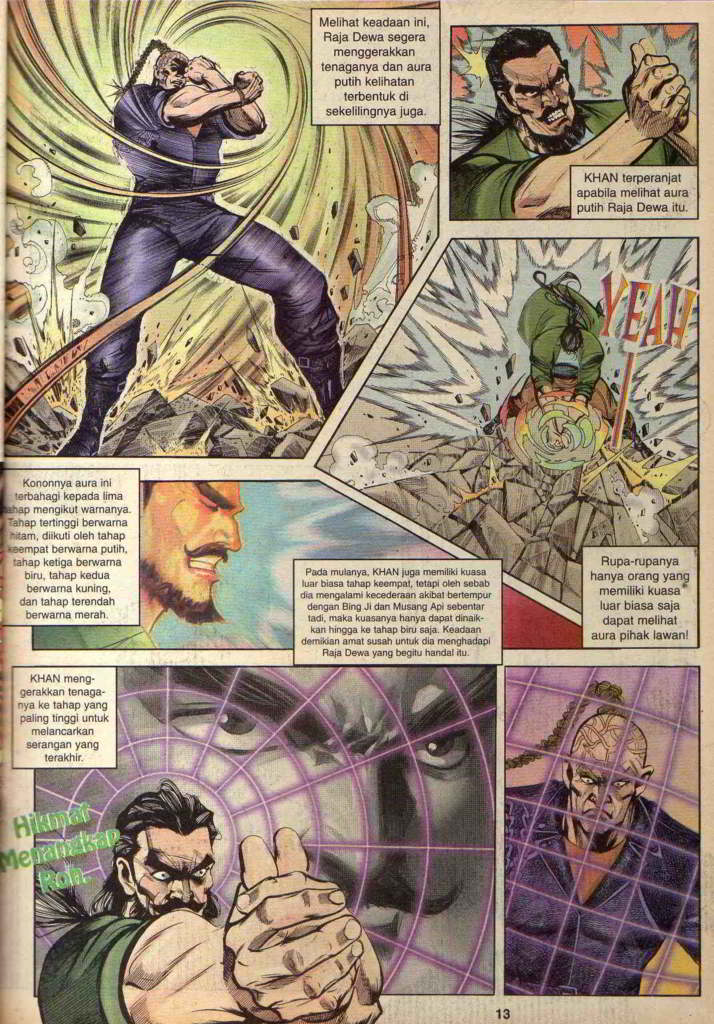 Melihat keadaan ini,
Raja Dewa segera
menggerakkan
tenaganya dan aura
putih kelihatan
terbentuk di
sekelilingnya juga.
KHAN terperanjat
apabila melihat aura
putih Raja Dewa itu.
YEAH
Rupa-rupanya
hanya orang yang
memiliki kuasa
luar biasa saja
dapat melihat
aura pihak lawan!
Kononnya aura ini
terbahagi kepada lima
tahap mengikut warnanya.
Tahap tertinggi berwarna
hitam, diikuti oleh tahap
keempat berwarna putih,
tahap ketiga berwarna
biru, tahap kedua
berwarna kuning,
dan tahap terendah
berwarna merah.
Pada mulanya, KHAN juga memiliki kuasa
luar biasa tahap keempat, tetapi oleh sebab
dia mengalami kecederaan akibat bertempur
dengan Bing Ji dan Musang Api sebentar
tadi, maka kuasanya hanya dapat dinaik-
kan hingga ke tahap biru saja. Keadaan
demikian amat susah untuk dia menghadapi
Raja Dewa yang begitu handal itu.
KHAN meng-
gerakkan tenaga-
nya ke tahap yang
paling tinggi untuk
melancarkan
serangan yang
terakhir.
Hikmat
Menangkap
Roh..
13